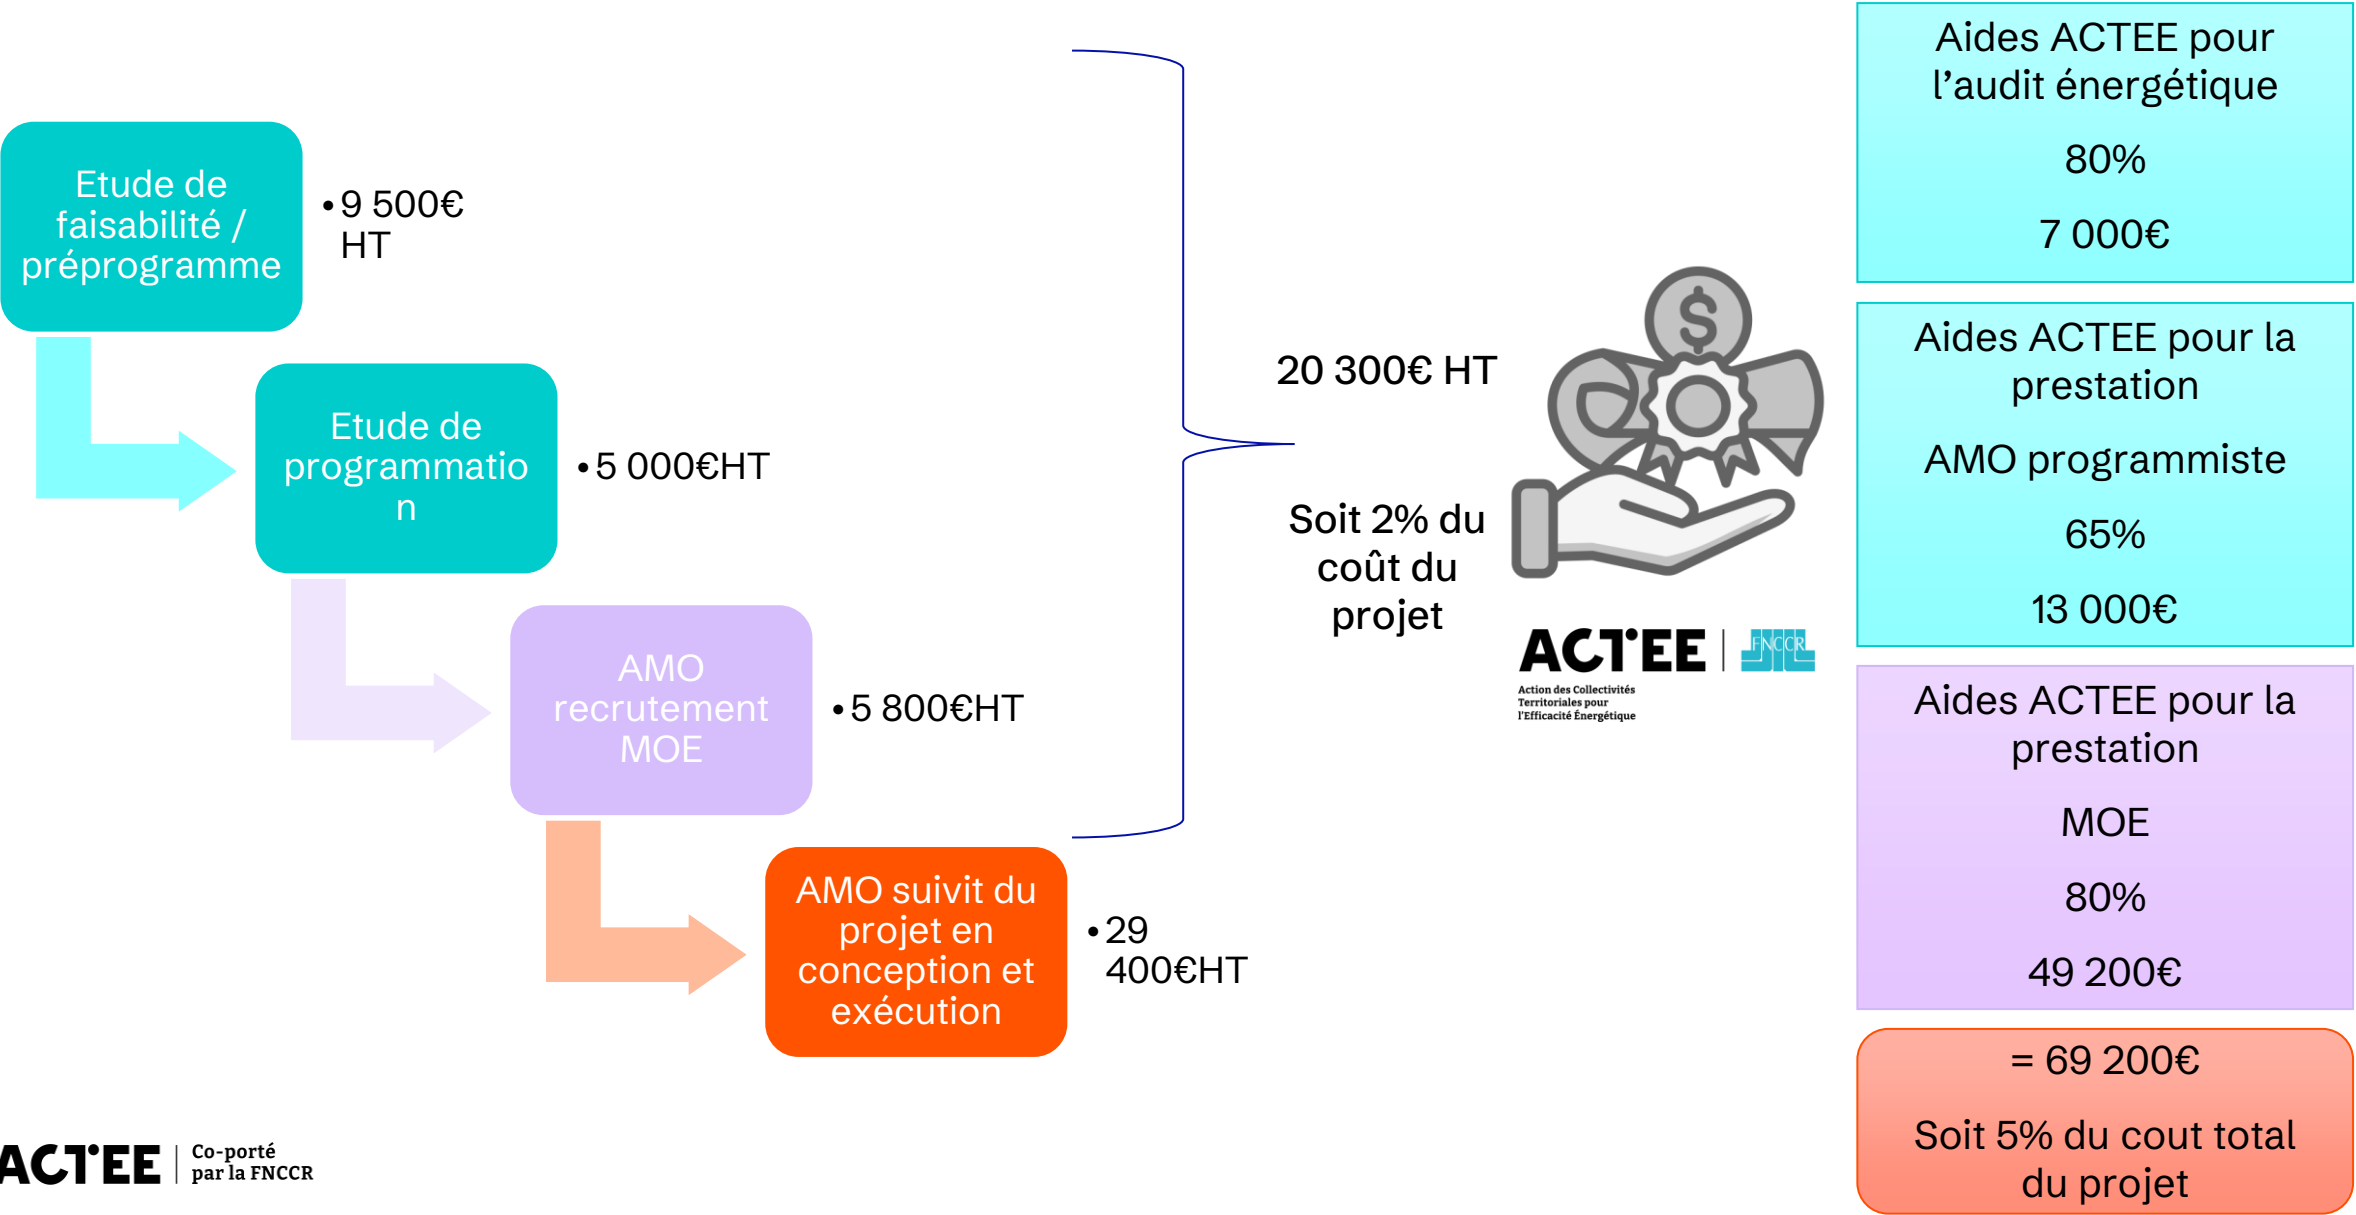 Etude de
faisabilité /
préprogramme
•9 500€
HT
Etude de
programmatio
n
•5 000€HT
AMO
recrutement
MOE
•5 800€HT
AMO suivit du
projet en
conception et
exécution
•29
400€HT
20 300€ HT
Soit 2% du
coût du
projet
$
ACTEE | FNCCR
Action des Collectivités
Territoriales pour
l'Efficacité Énergétique
Aides ACTEE pour
l’audit énergétique
80%
7 000€
Aides ACTEE pour la
prestation
AMO programmiste
65%
13 000€
Aides ACTEE pour la
prestation
MOE
80%
49 200€
= 69 200€
Soit 5% du cout total
du projet
ACTEE | Co-porté
par la FNCCR